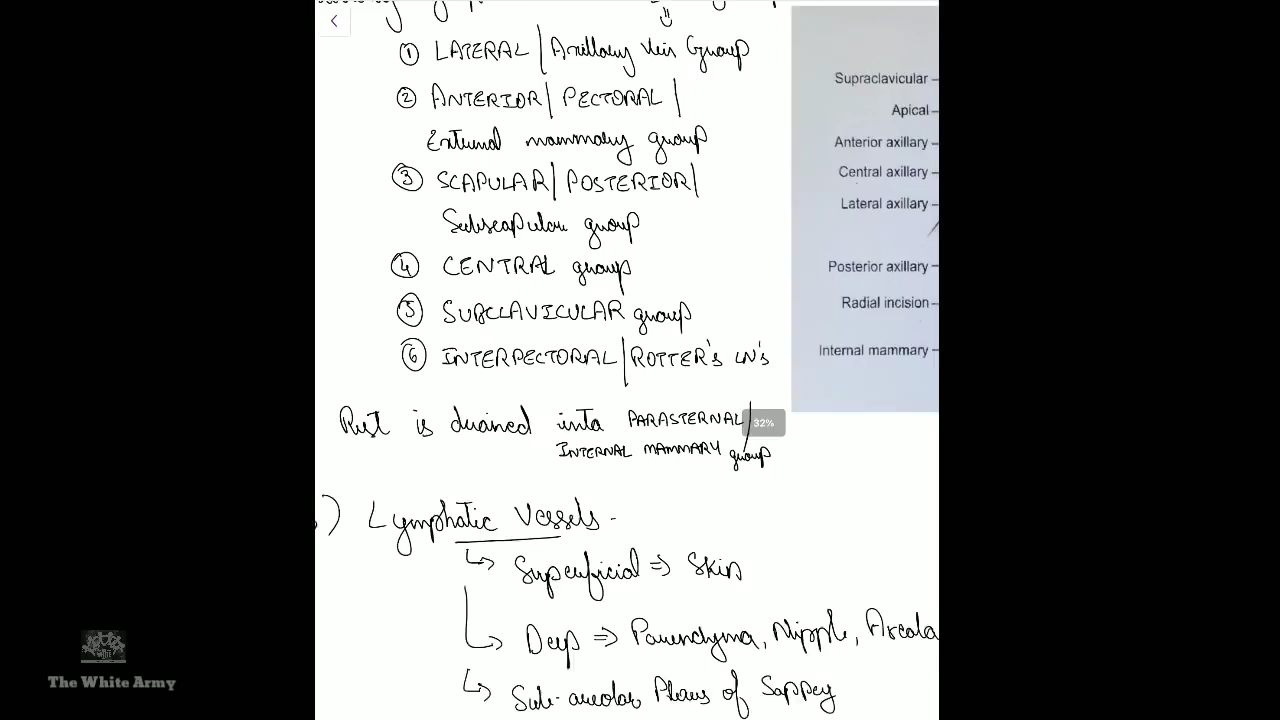 ① LATERAL | Axillary Vein Group
② ANTERIOR | PECTORAL |
External mammary group
③ SCAPULAR | POSTERIOR |
Subscapular group
④ CENTRAL group
⑤ SUBCLAVICULAR group
⑥ INTERPECTORAL | ROTTER'S LN's
Rest is drained into PARASTERNAL |
INTERNAL MAMMARY group
) Lymphatic Vessels -
↳ Superficial ⇒ Skin
↳ Deep ⇒ Parenchyma, Nipple, Areola
↳ Sub-areolar Plexus of Sappey
Supraclavicular
Apical
Anterior axillary
Central axillary
Lateral axillary
Posterior axillary
Radial incision
Internal mammary
32%
The White Army